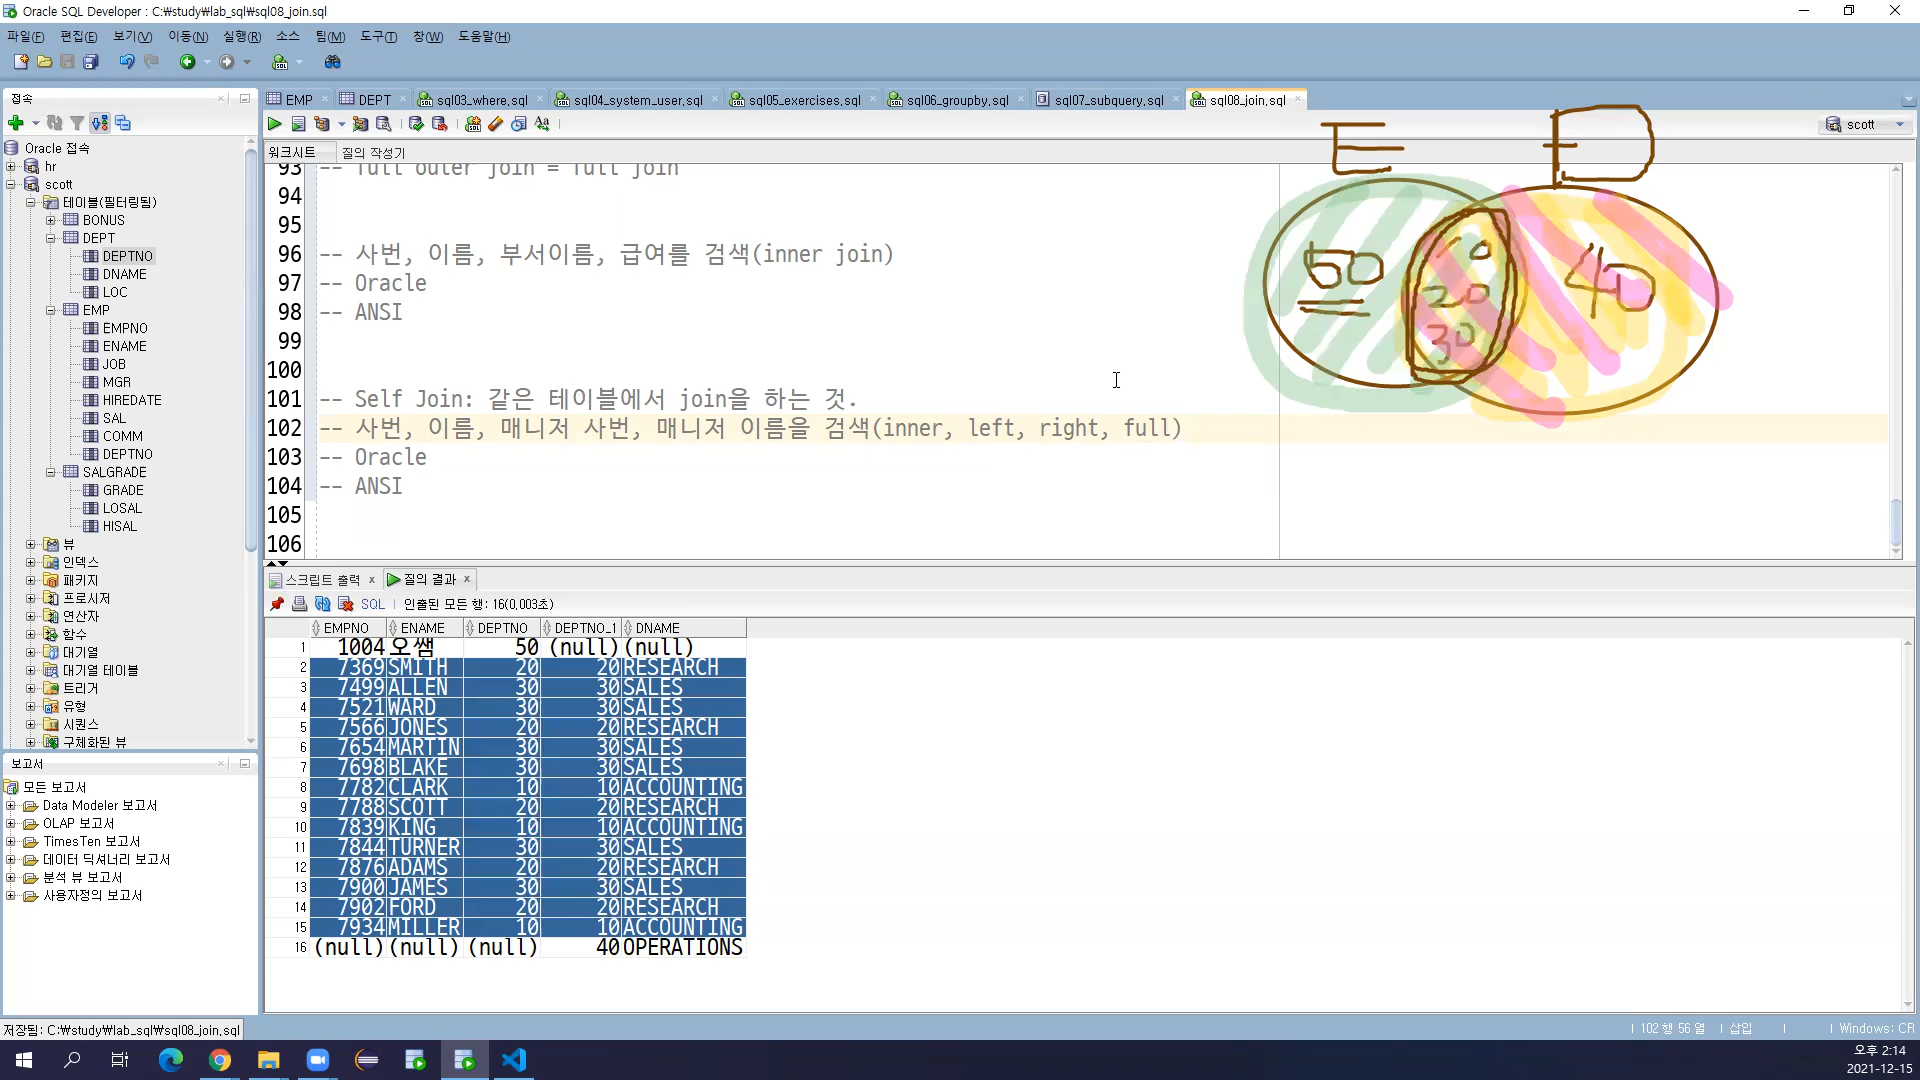 Oracle SQL Developer : C:₩study₩lab_sql₩sql08_join.sql
파일(F) 편집(E) 보기(V) 이동(N) 실행(R) 소스 팀(M) 도구(T) 창(W) 도움말(H)
접속
Oracle 접속
hr
scott
테이블(필터링됨)
BONUS
DEPT
DEPTNO
DNAME
LOC
EMP
EMPNO
ENAME
JOB
MGR
HIREDATE
SAL
COMM
DEPTNO
SALGRADE
GRADE
LOSAL
HISAL
뷰
인덱스
패키지
프로시저
연산자
함수
대기열
대기열 테이블
트리거
유형
시퀀스
구체화된 뷰
보고서
모든 보고서
Data Modeler 보고서
OLAP 보고서
TimesTen 보고서
데이터 딕셔너리 보고서
분석 뷰 보고서
사용자정의 보고서
EMP DEPT sql03_where.sql sql04_system_user.sql sql05_exercises.sql sql06_groupby.sql sql07_subquery.sql sql08_join.sql
scott
워크시트 질의 작성기
93 -- full outer join = full join
94
95
96 -- 사번, 이름, 부서이름, 급여를 검색(inner join)
97 -- Oracle
98 -- ANSI
99
100
101 -- Self Join: 같은 테이블에서 join을 하는 것.
102 -- 사번, 이름, 매니저 사번, 매니저 이름을 검색(inner, left, right, full)
103 -- Oracle
104 -- ANSI
105
106
E D
50 10 40
20
30
스크립트 출력 x 질의 결과 x
SQL | 인출된 모든 행: 16(0,003초)
EMPNO ENAME DEPTNO DEPTNO_1 DNAME
1 1004 오쌤 50 (null) (null)
2 7369 SMITH 20 20 RESEARCH
3 7499 ALLEN 30 30 SALES
4 7521 WARD 30 30 SALES
5 7566 JONES 20 20 RESEARCH
6 7654 MARTIN 30 30 SALES
7 7698 BLAKE 30 30 SALES
8 7782 CLARK 10 10 ACCOUNTING
9 7788 SCOTT 20 20 RESEARCH
10 7839 KING 10 10 ACCOUNTING
11 7844 TURNER 30 30 SALES
12 7876 ADAMS 20 20 RESEARCH
13 7900 JAMES 30 30 SALES
14 7902 FORD 20 20 RESEARCH
15 7934 MILLER 10 10 ACCOUNTING
16 (null) (null) (null) 40 OPERATIONS
저장됨: C:₩study₩lab_sql₩sql08_join,sql
| 102 행 56 열 | 삽입 | | Windows: CR
오후 2:14
2021-12-15